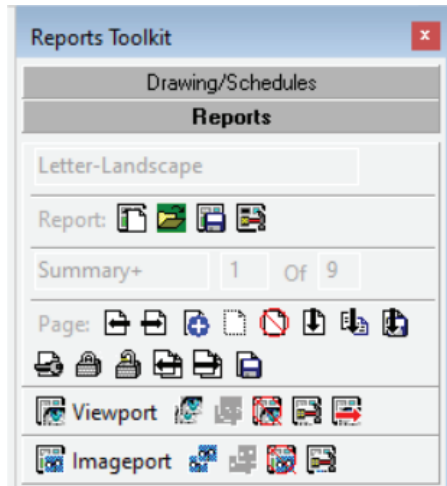 Reports Toolkit x
Drawing/Schedules
Reports
Letter-Landscape
Report:
Summary+ 1 Of 9
Page:
Viewport
Imageport